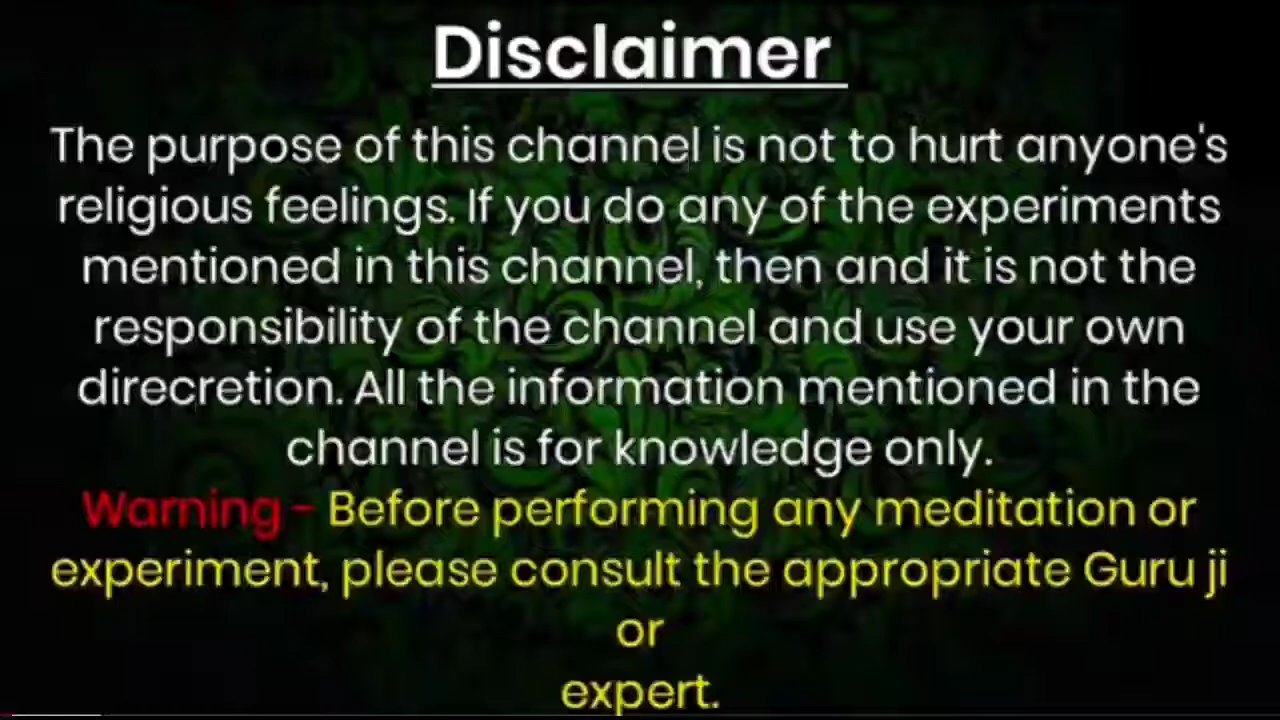 Disclaimer
The purpose of this channel is not to hurt anyone's
religious feelings. If you do any of the experiments
mentioned in this channel, then and it is not the
responsibility of the channel and use your own
direcretion. All the information mentioned in the
channel is for knowledge only.
Warning - Before performing any meditation or
experiment, please consult the appropriate Guru ji
or
expert.